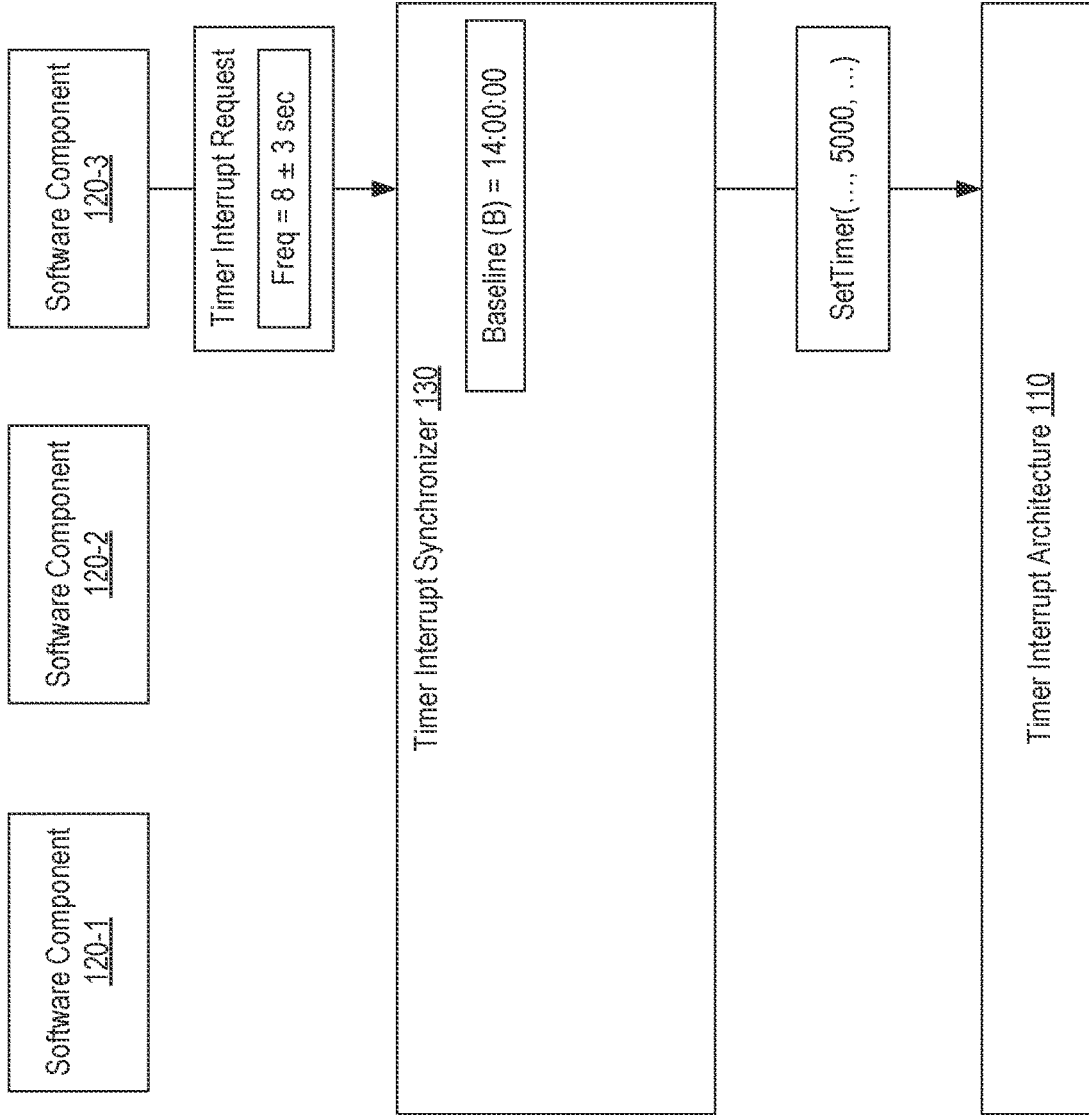 Software Component
120-1
Software Component
120-2
Software Component
120-3
Timer Interrupt Request
Freq = 8 ± 3 sec
Timer Interrupt Synchronizer 130
Baseline (B) = 14:00:00
SetTimer(..., 5000, ...)
Timer Interrupt Architecture 110